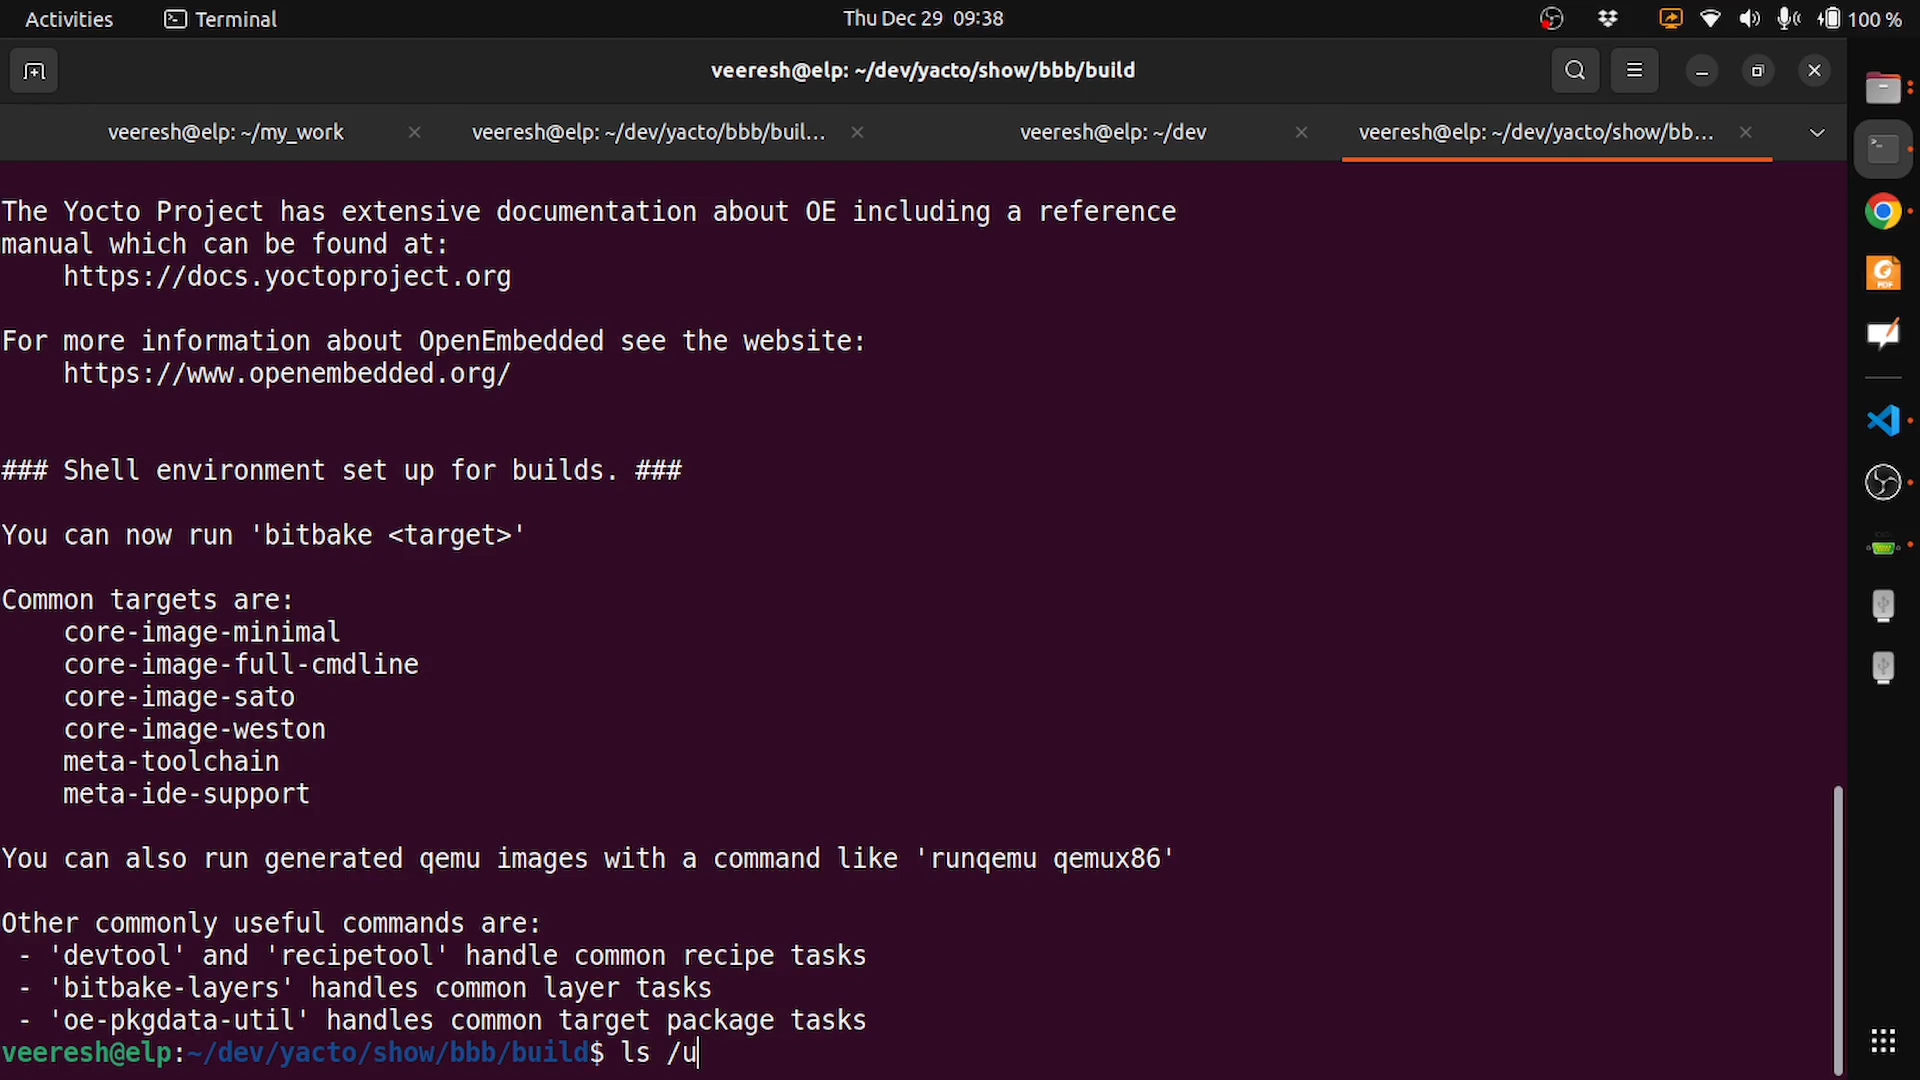 Activities
Terminal
Thu Dec 29 09:38
100 %
veeresh@elp: ~/dev/yacto/show/bbb/build
veeresh@elp: ~/my_work
veeresh@elp: ~/dev/yacto/bbb/buil...
veeresh@elp: ~/dev
veeresh@elp: ~/dev/yacto/show/bb...
The Yocto Project has extensive documentation about OE including a reference
manual which can be found at:
https://docs.yoctoproject.org
For more information about OpenEmbedded see the website:
https://www.openembedded.org/
### Shell environment set up for builds. ###
You can now run 'bitbake <target>'
Common targets are:
core-image-minimal
core-image-full-cmdline
core-image-sato
core-image-weston
meta-toolchain
meta-ide-support
You can also run generated qemu images with a command like 'runqemu qemux86'
Other commonly useful commands are:
- 'devtool' and 'recipetool' handle common recipe tasks
- 'bitbake-layers' handles common layer tasks
- 'oe-pkgdata-util' handles common target package tasks
veeresh@elp:~/dev/yacto/show/bbb/build$ ls /u
PDF